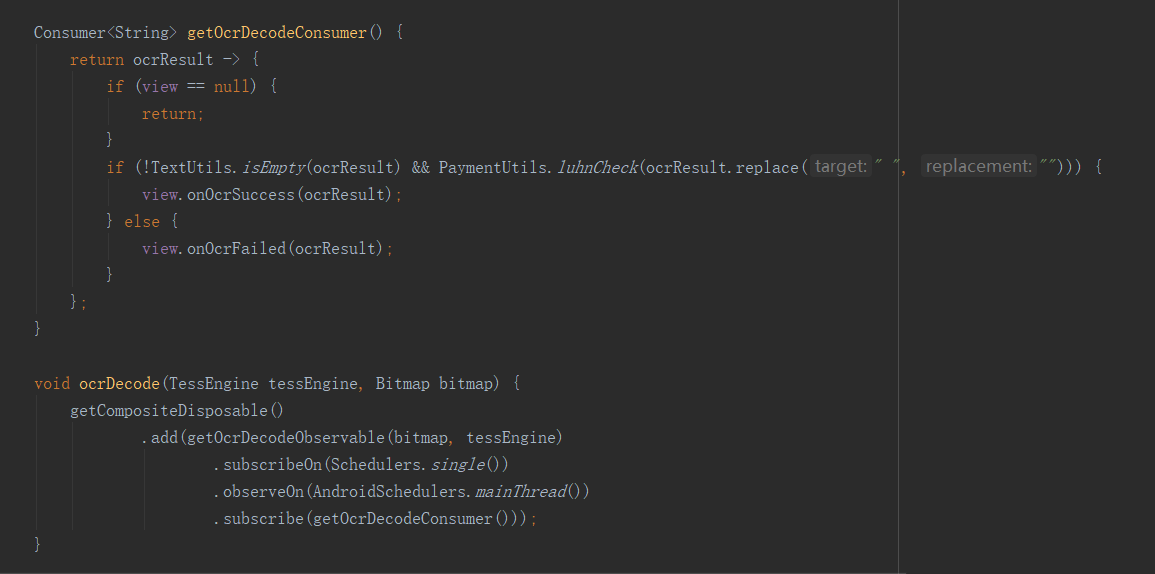 Consumer<String> getOcrDecodeConsumer() {
    return ocrResult -> {
        if (view == null) {
            return;
        }
        if (!TextUtils.isEmpty(ocrResult) && PaymentUtils.luhnCheck(ocrResult.replace( target: " ", replacement: ""))) {
            view.onOcrSuccess(ocrResult);
        } else {
            view.onOcrFailed(ocrResult);
        }
    };
}

void ocrDecode(TessEngine tessEngine, Bitmap bitmap) {
    getCompositeDisposable()
            .add(getOcrDecodeObservable(bitmap, tessEngine)
                    .subscribeOn(Schedulers.single())
                    .observeOn(AndroidSchedulers.mainThread())
                    .subscribe(getOcrDecodeConsumer()));
}